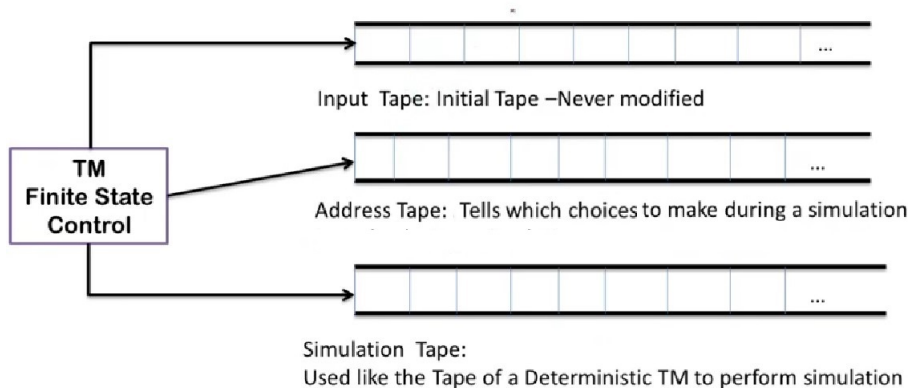 ...
Input Tape: Initial Tape –Never modified
TM
Finite State
Control
...
Address Tape: Tells which choices to make during a simulation
...
Simulation Tape:
Used like the Tape of a Deterministic TM to perform simulation